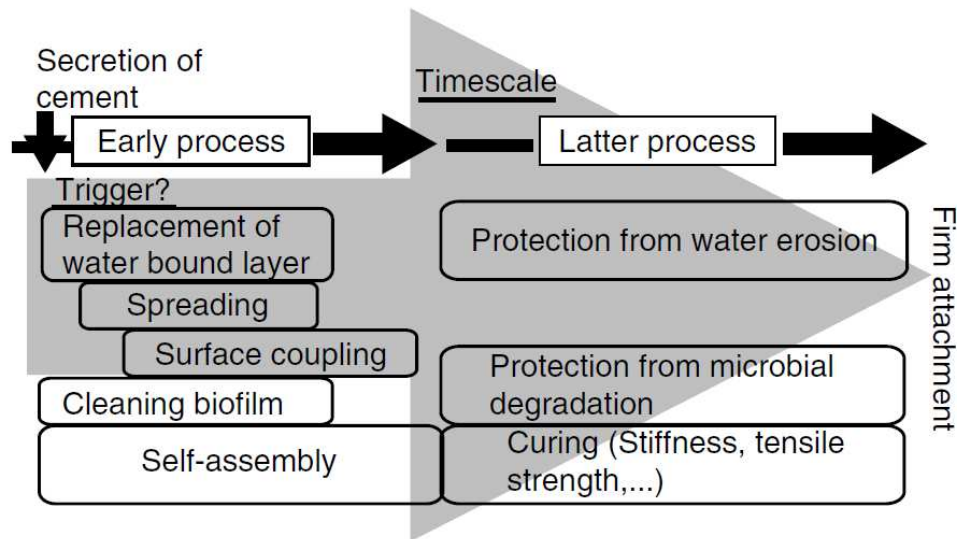 Secretion of
cement
Timescale
Early process
Latter process
Trigger?
Replacement of
water bound layer
Protection from water erosion
Spreading
Surface coupling
Protection from microbial
degradation
Cleaning biofilm
Self-assembly
Curing (Stiffness, tensile
strength,...)
Firm attachment